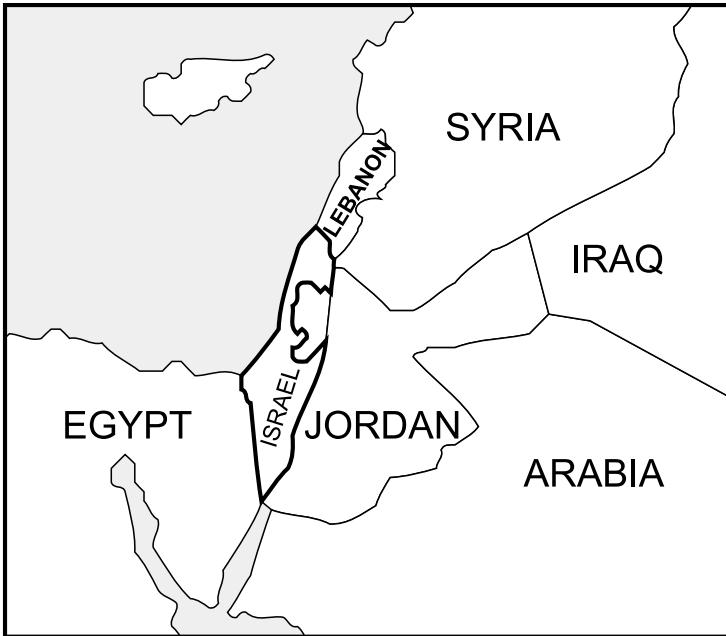 SYRIA
LEBANON
IRAQ
ISRAEL
EGYPT
JORDAN
ARABIA